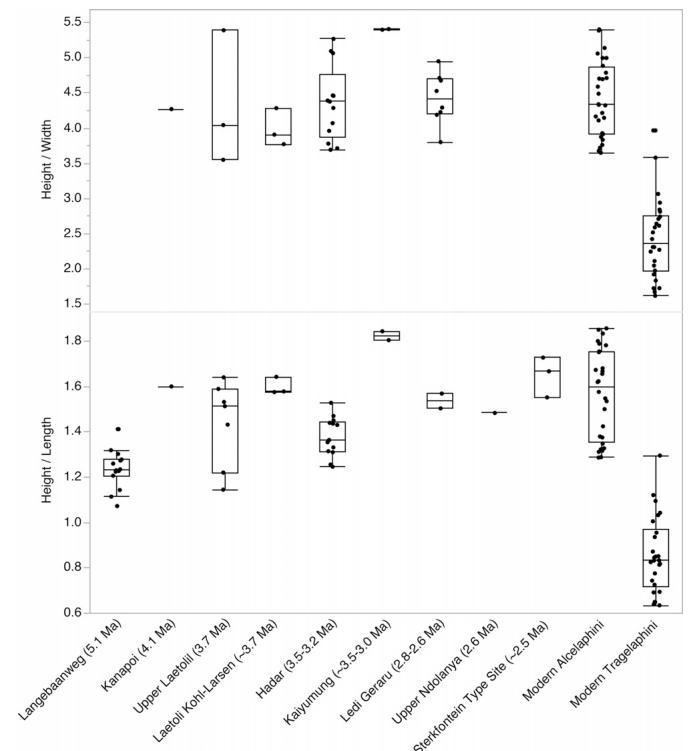 5.5
5.0
4.5
4.0
3.5
3.0
2.5
2.0
1.5
Height / Width
1.8
1.6
1.4
1.2
1.0
0.8
0.6
Height / Length
Langebaanweg (5.1 Ma)
Kanapoi (4.1 Ma)
Upper Laetolil (3.7 Ma)
Laetoli Kohl-Larsen (~3.7 Ma)
Hadar (3.5-3.2 Ma)
Kaiyumung (~3.5-3.0 Ma)
Ledi Geraru (2.8-2.6 Ma)
Upper Ndolanya (2.6 Ma)
Sterkfontein Type Site (~2.5 Ma)
Modern Alcelaphini
Modern Tragelaphini